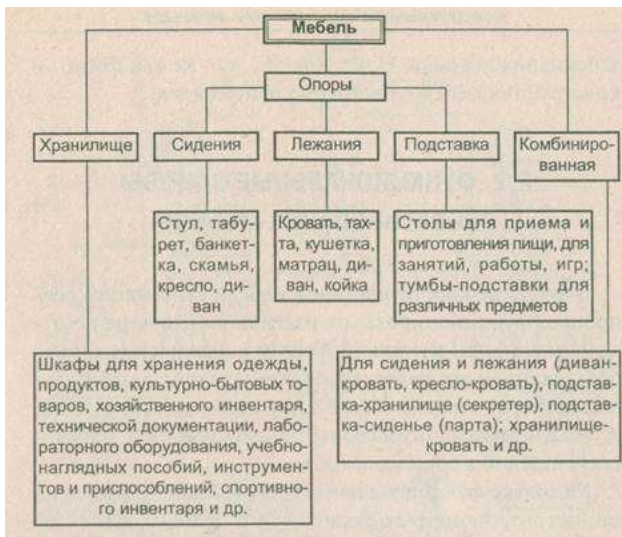 Мебель
Опоры
Хранилище
Сидения
Лежания
Подставка
Комбиниро-
ванная
Стул, табу-
рет, банкет-
ка, скамья,
кресло, ди-
ван
Кровать, тах-
та, кушетка,
матрац, ди-
ван, койка
Столы для приема и
приготовления пищи, для
занятий, работы, игр;
тумбы-подставки для
различных предметов
Шкафы для хранения одежды,
продуктов, культурно-бытовых то-
варов, хозяйственного инвентаря,
технической документации, лабо-
раторного оборудования, учебно-
наглядных пособий, инструмен-
тов и приспособлений, спортивно-
го инвентаря и др.
Для сидения и лежания (диван-
кровать, кресло-кровать), подстав-
ка-хранилище (секретер), подстав-
ка-сиденье (парта); хранилище-
кровать и др.